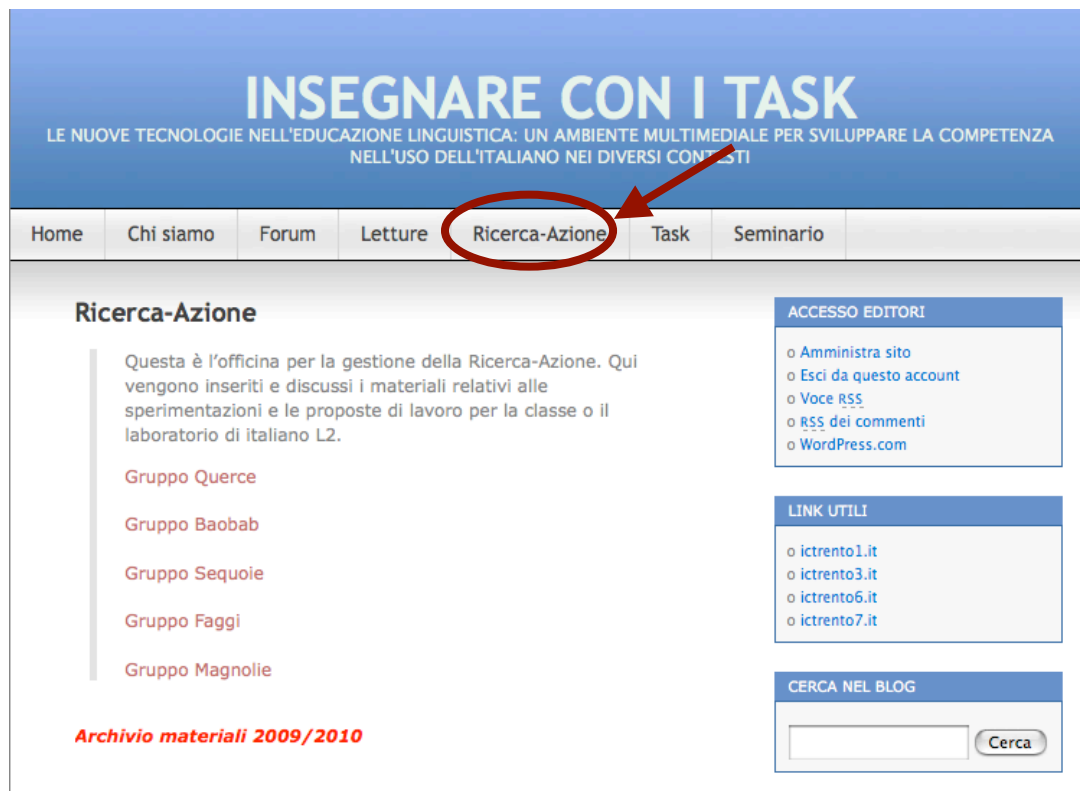 INSEGNARE CON I TASK
LE NUOVE TECNOLOGIE NELL'EDUCAZIONE LINGUISTICA: UN AMBIENTE MULTIMEDIALE PER SVILUPPARE LA COMPETENZA
NELL'USO DELL'ITALIANO NEI DIVERSI CONTESTI
Home Chi siamo Forum Letture Ricerca-Azione Task Seminario
Ricerca-Azione
Questa è l'officina per la gestione della Ricerca-Azione. Qui
vengono inseriti e discussi i materiali relativi alle
sperimentazioni e le proposte di lavoro per la classe o il
laboratorio di italiano L2.
Gruppo Querce
Gruppo Baobab
Gruppo Sequoie
Gruppo Faggi
Gruppo Magnolie
Archivio materiali 2009/2010
ACCESSO EDITORI
o Amministra sito
o Esci da questo account
o Voce RSS
o RSS dei commenti
o WordPress.com
LINK UTILI
o ictrento1.it
o ictrento3.it
o ictrento6.it
o ictrento7.it
CERCA NEL BLOG
Cerca